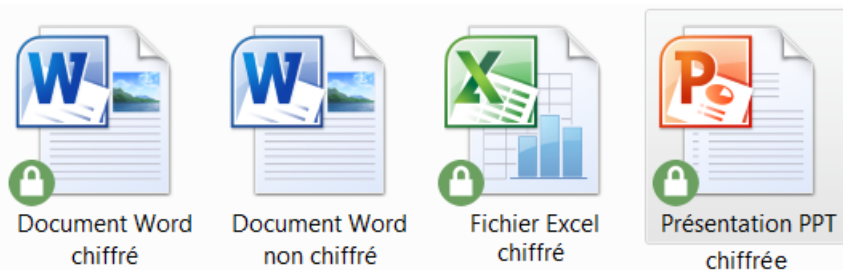 Document Word
chiffré
Document Word
non chiffré
Fichier Excel
chiffré
Présentation PPT
chiffrée